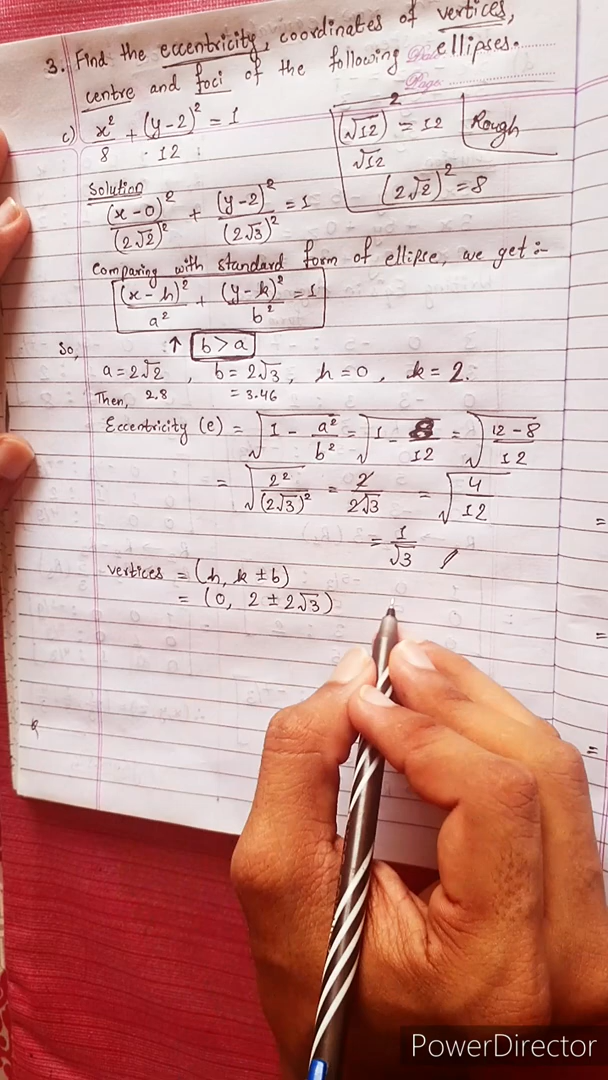 3. Find the eccentricity, coordinates of vertices,
centre and foci of the following ellipses.
Date
Page
c) x²/8 + (y-2)²/12 = 1
(√12)² = 12
√12
Rough
(2√2)² = 8
Solution
(x-0)²/(2√2)² + (y-2)²/(2√3)² = 1
Comparing with standard form of ellipse, we get :-
(x-h)²/a² + (y-k)²/b² = 1
↑ b > a
So,
a = 2√2, b = 2√3, h = 0, k = 2.
Then, 2.8 = 3.46
Eccentricity (e) = √(1 - a²/b²) = √(1 - 8/12) = √((12-8)/12)
= √(2²/(2√3)²) = 2/2√3 = √(4/12)
= 1/√3
vertices = (h, k ± b)
= (0, 2 ± 2√3)
PowerDirector